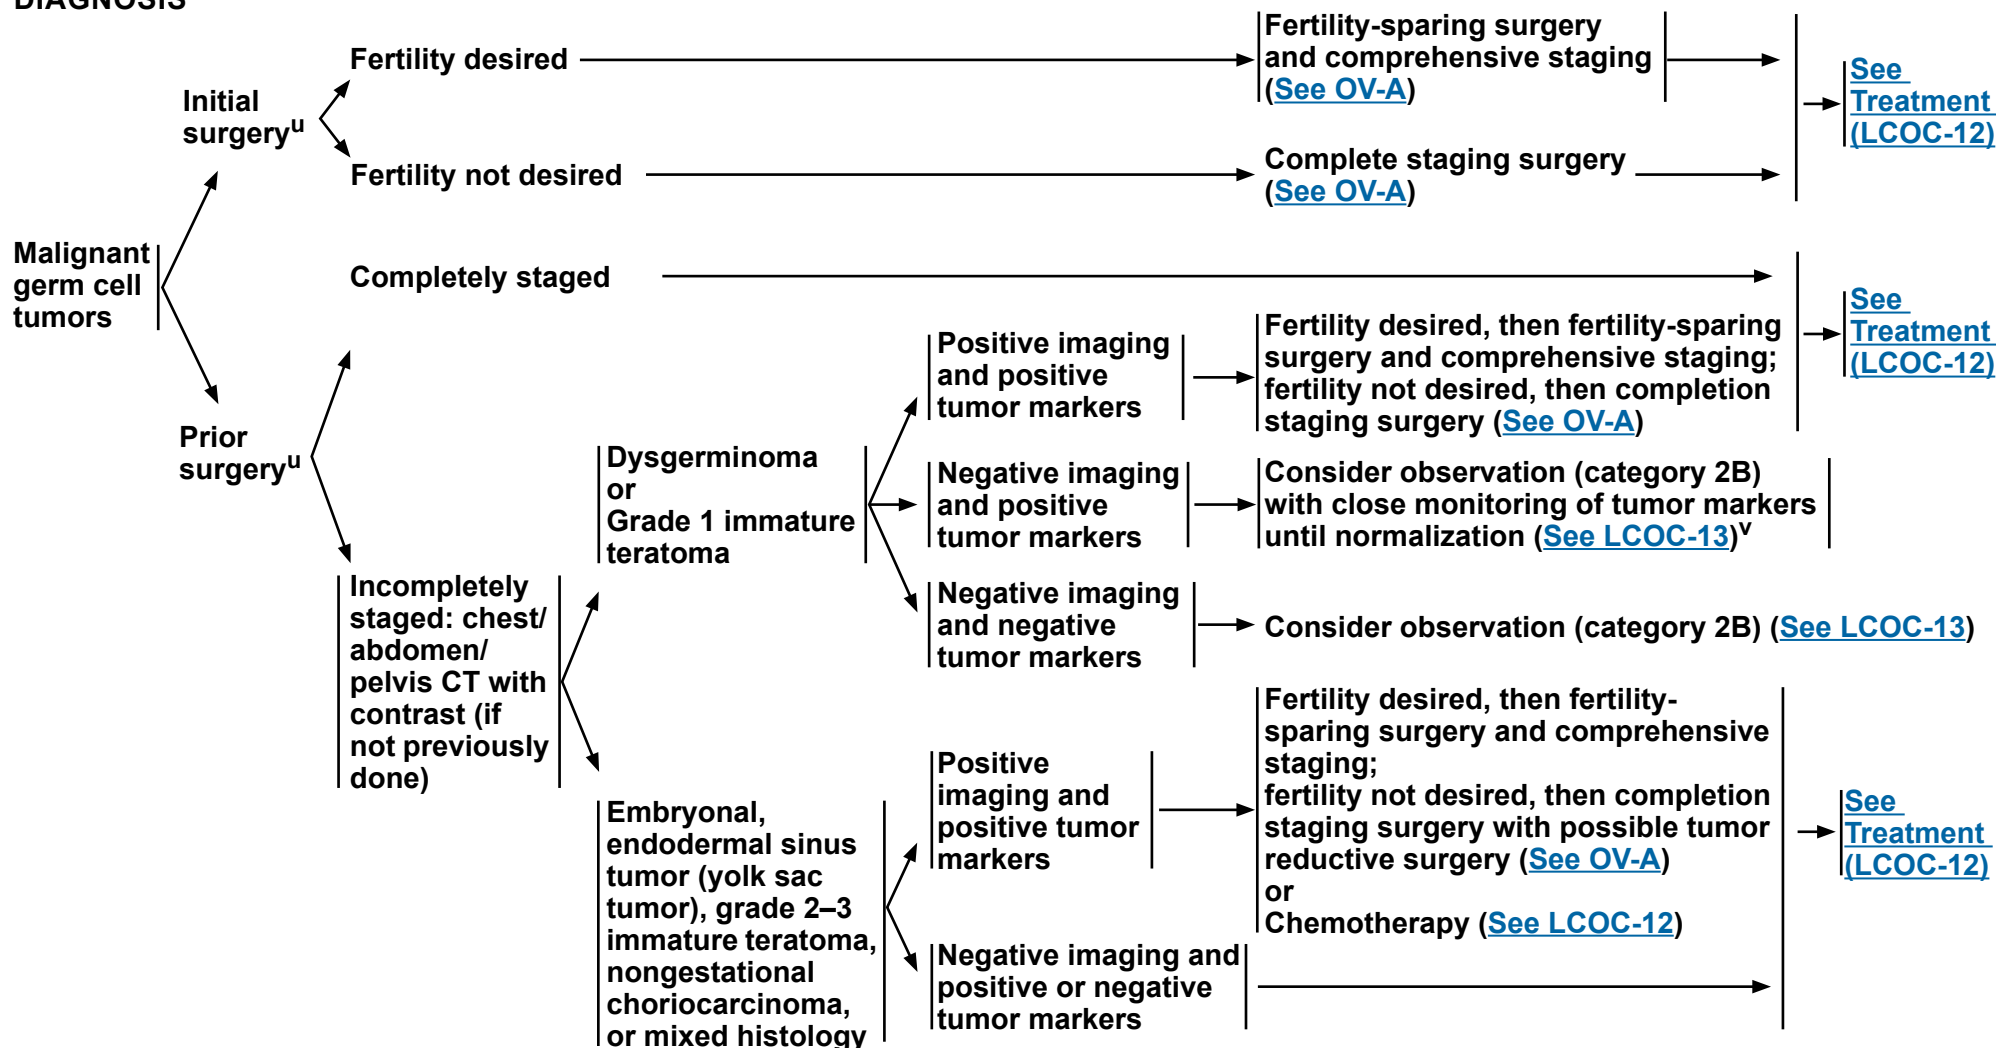 DIAGNOSIS
Initial
surgeryᵘ
Fertility desired
Fertility-sparing surgery
and comprehensive staging
(See OV-A)
Fertility not desired
Complete staging surgery
(See OV-A)
See
Treatment
(LCOC-12)
Malignant
germ cell
tumors
Prior
surgeryᵘ
Completely staged
See
Treatment
(LCOC-12)
Incompletely
staged: chest/
abdomen/
pelvis CT with
contrast (if
not previously
done)
Dysgerminoma
or
Grade 1 immature
teratoma
Positive imaging
and positive
tumor markers
Fertility desired, then fertility-sparing
surgery and comprehensive staging;
fertility not desired, then completion
staging surgery (See OV-A)
Negative imaging
and positive
tumor markers
Consider observation (category 2B)
with close monitoring of tumor markers
until normalization (See LCOC-13)ᵛ
Negative imaging
and negative
tumor markers
Consider observation (category 2B) (See LCOC-13)
Embryonal,
endodermal sinus
tumor (yolk sac
tumor), grade 2–3
immature teratoma,
nongestational
choriocarcinoma,
or mixed histology
Positive
imaging and
positive tumor
markers
Fertility desired, then fertility-
sparing surgery and comprehensive
staging;
fertility not desired, then completion
staging surgery with possible tumor
reductive surgery (See OV-A)
or
Chemotherapy (See LCOC-12)
Negative imaging and
positive or negative
tumor markers
See
Treatment
(LCOC-12)